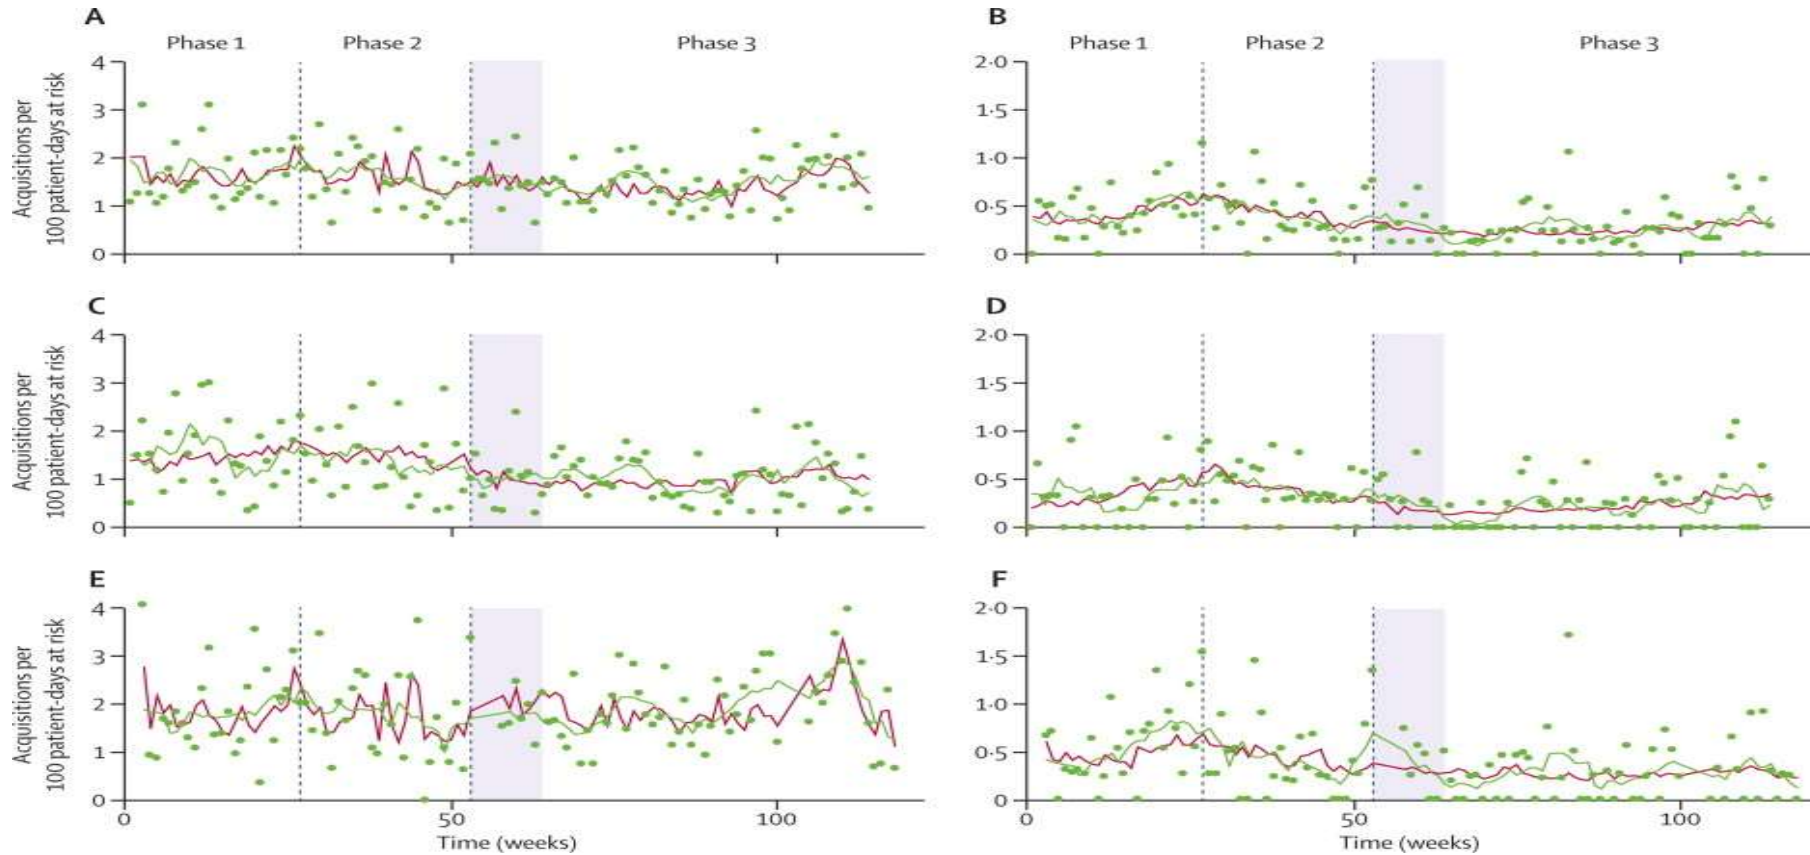 A
Phase 1 Phase 2 Phase 3
4
3
2
1
0
Acquisitions per
100 patient-days at risk
B
Phase 1 Phase 2 Phase 3
2·0
1·5
1·0
0·5
0
C
4
3
2
1
0
Acquisitions per
100 patient-days at risk
D
2·0
1·5
1·0
0·5
0
E
4
3
2
1
0
Acquisitions per
100 patient-days at risk
0 50 100
Time (weeks)
F
2·0
1·5
1·0
0·5
0
0 50 100
Time (weeks)